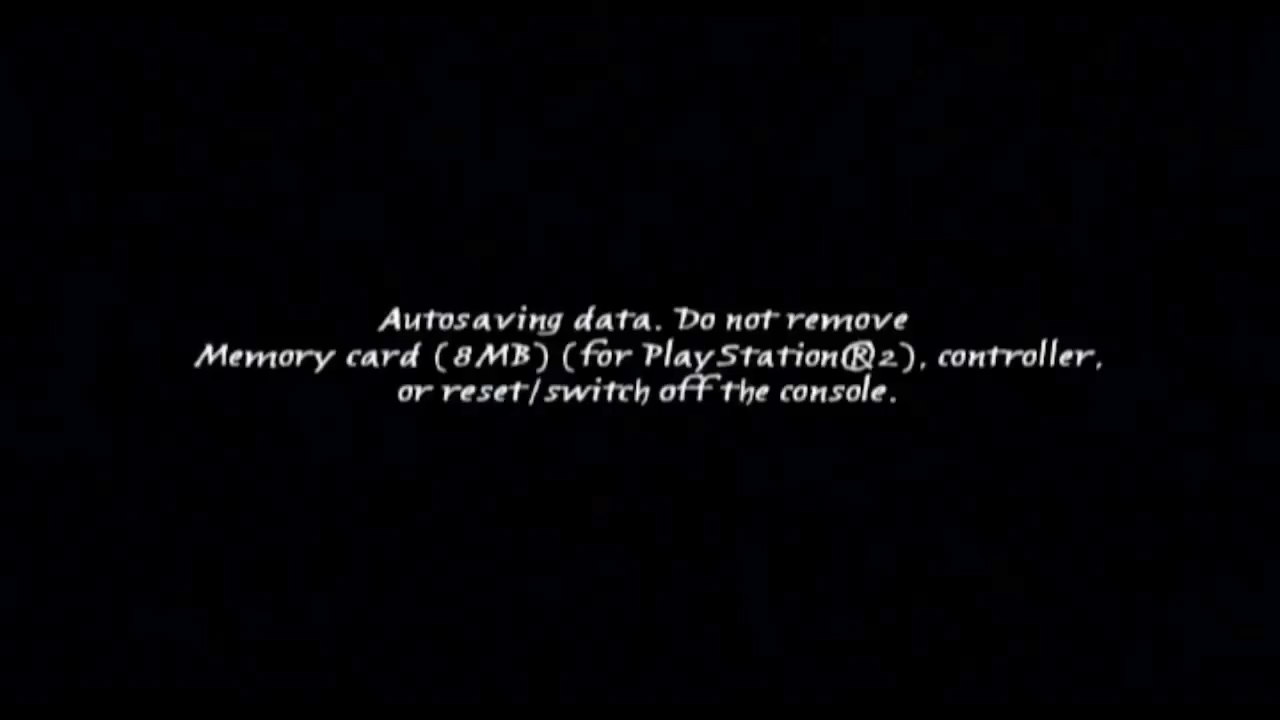 Autosaving data. Do not remove
Memory card (8MB) (for PlayStation®2), controller,
or reset/switch off the console.